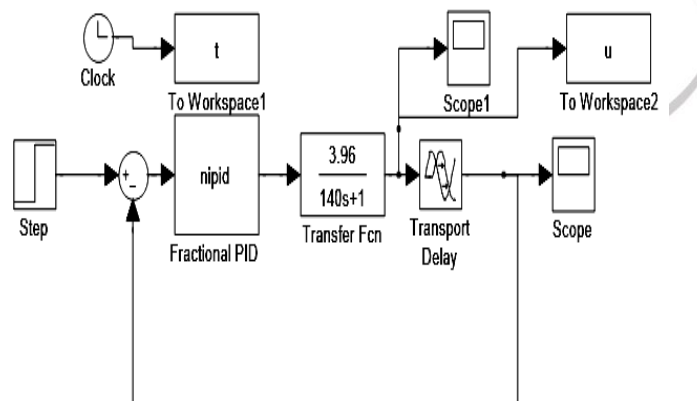 t
u
Clock
Scope1
To Workspace1
To Workspace2
+
-
nipid
3.96
140s+1
Step
Fractional PID
Transfer Fcn
Transport
Delay
Scope